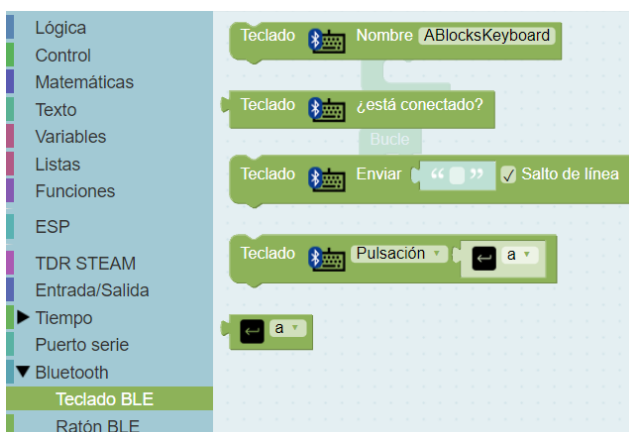 Lógica
Control
Matemáticas
Texto
Variables
Listas
Funciones
ESP
TDR STEAM
Entrada/Salida
Tiempo
Puerto serie
Bluetooth
Teclado BLE
Ratón BLE
Teclado Nombre ABlocksKeyboard
Teclado ¿está conectado?
Bucle
Teclado Enviar “ ” Salto de línea
Teclado Pulsación a
a